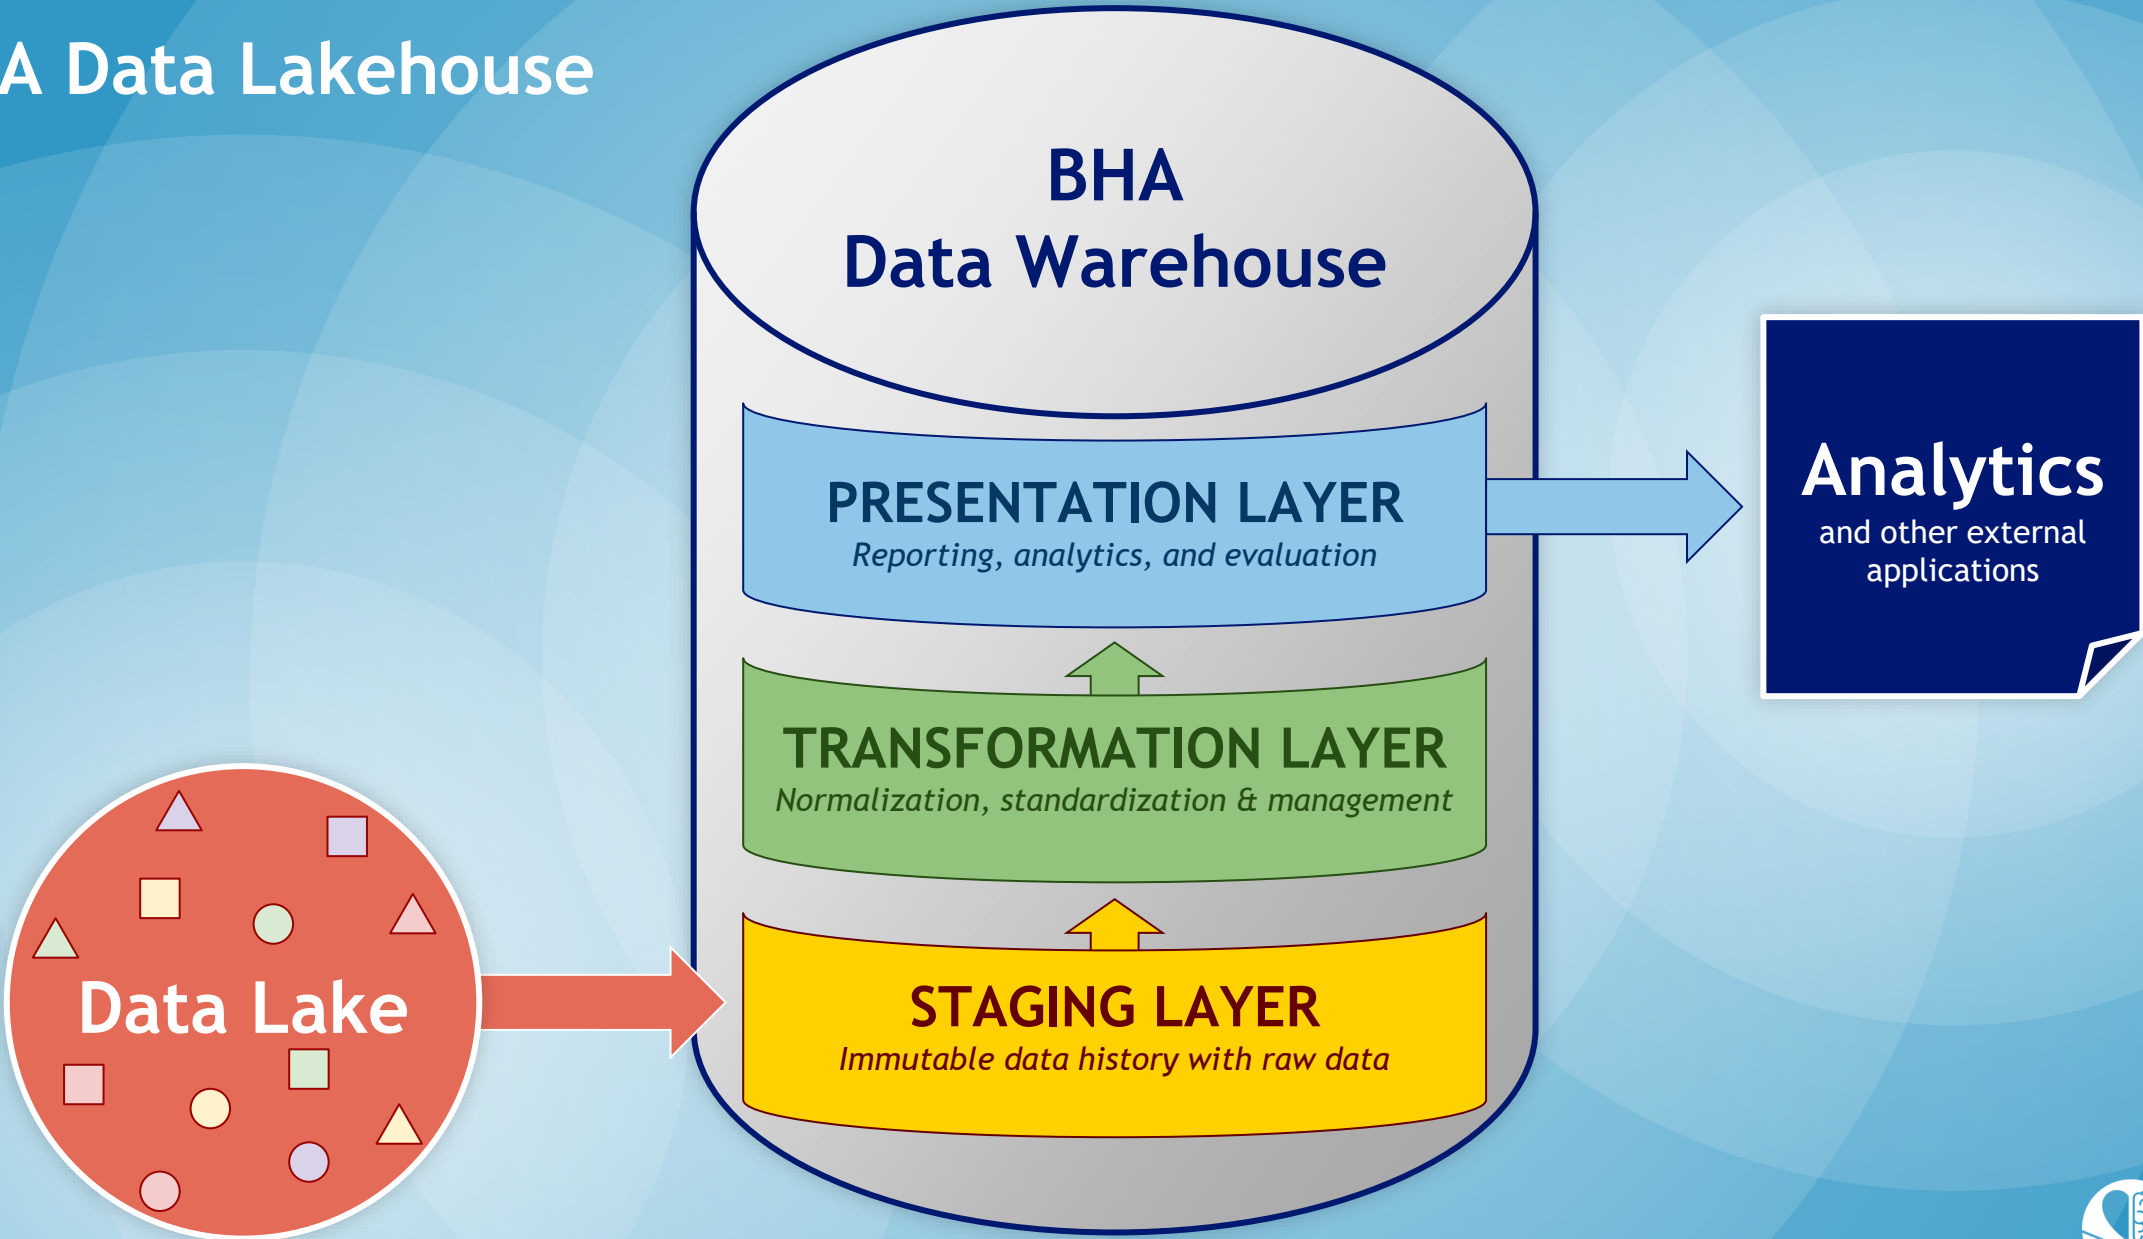 A Data Lakehouse
BHA
Data Warehouse
PRESENTATION LAYER
Reporting, analytics, and evaluation
Analytics
and other external
applications
TRANSFORMATION LAYER
Normalization, standardization & management
Data Lake
STAGING LAYER
Immutable data history with raw data